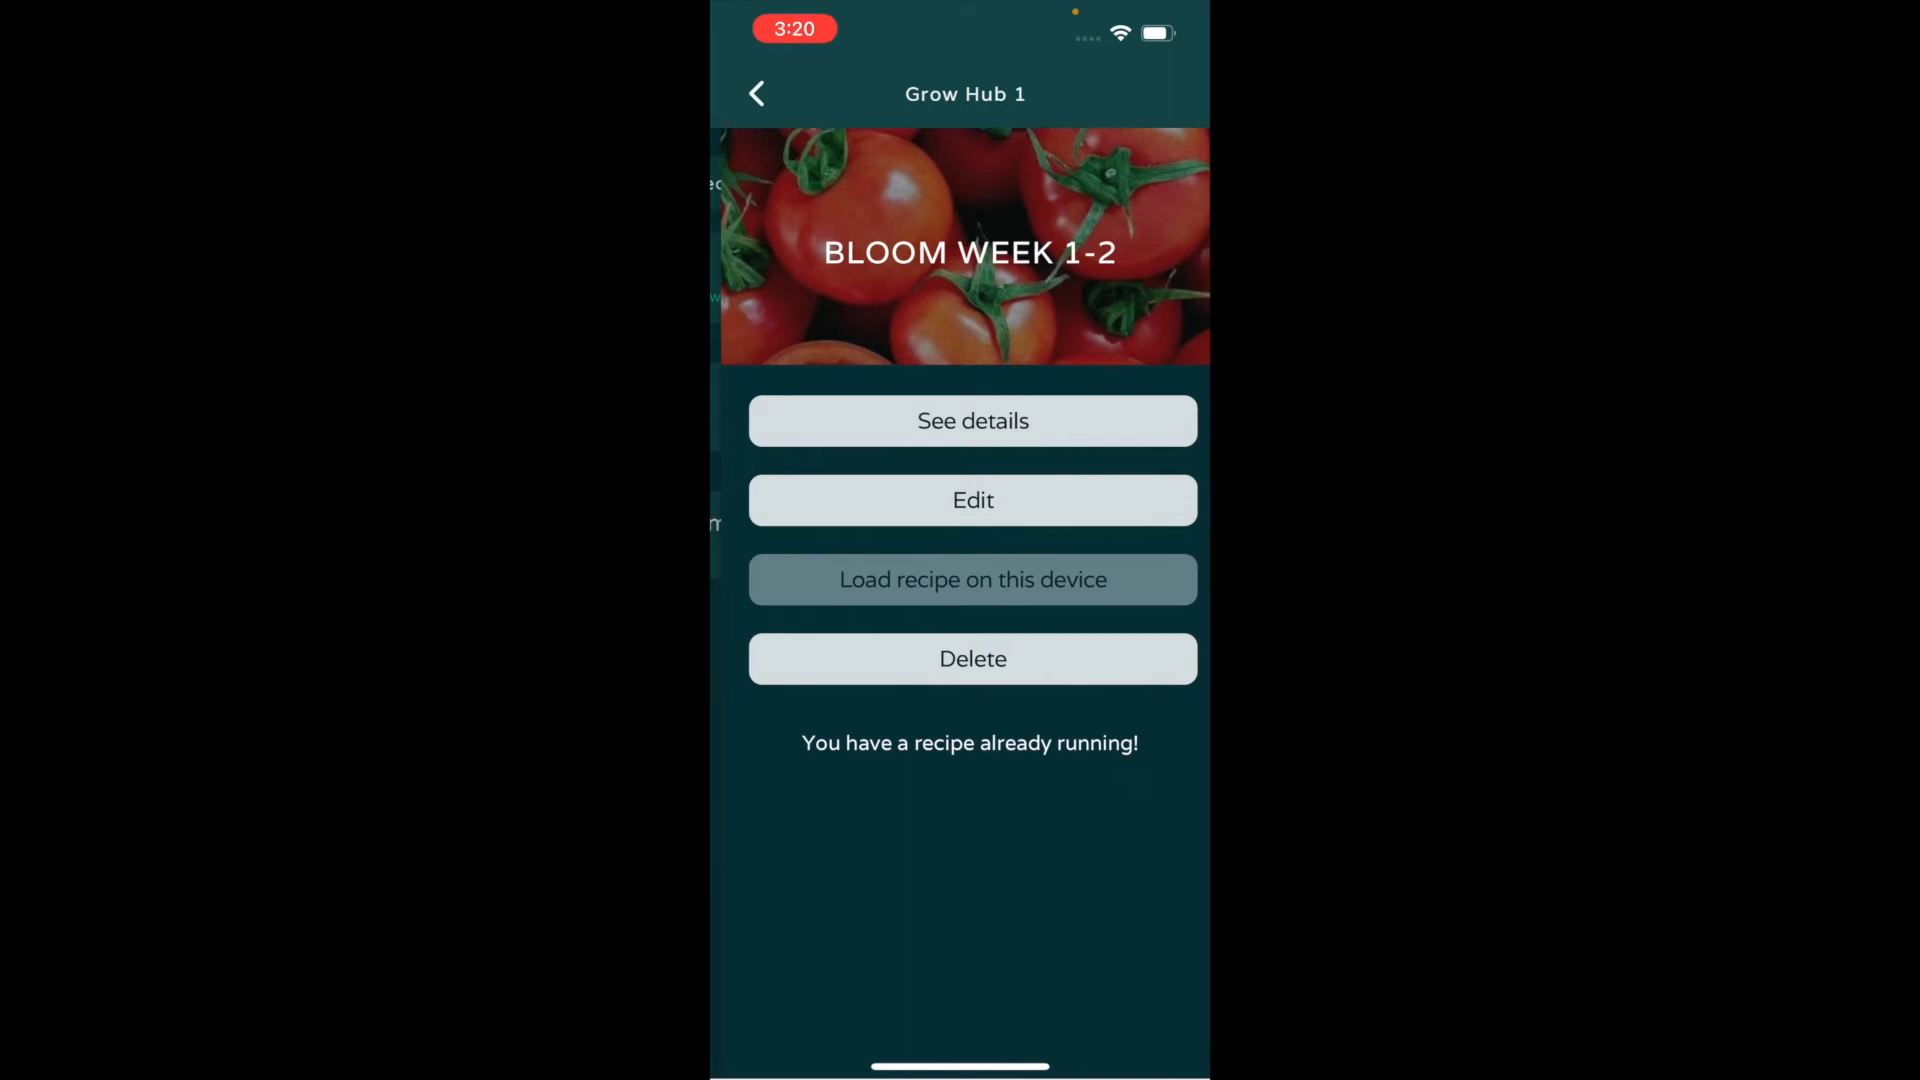 3:20
Grow Hub 1
BLOOM WEEK 1-2
See details
Edit
Load recipe on this device
Delete
You have a recipe already running!